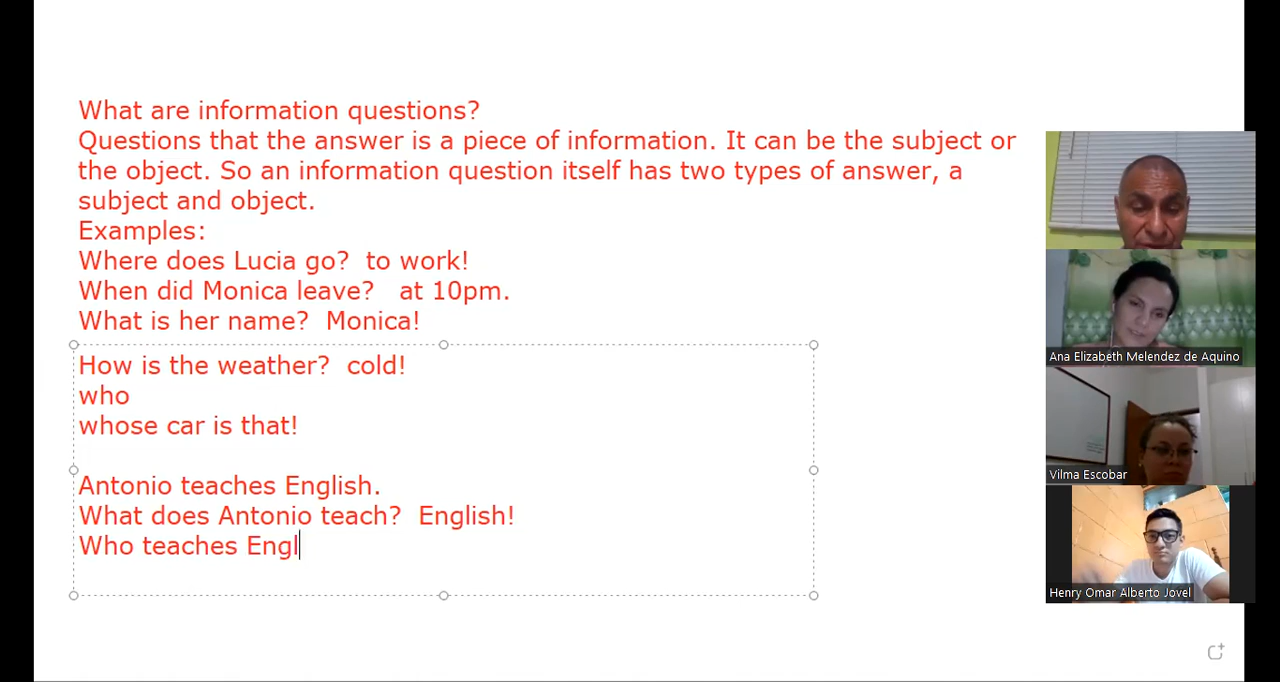 What are information questions?
Questions that the answer is a piece of information. It can be the subject or
the object. So an information question itself has two types of answer, a
subject and object.
Examples:
Where does Lucia go?  to work!
When did Monica leave?   at 10pm.
What is her name?  Monica!
How is the weather?  cold!
who
whose car is that!
Antonio teaches English.
What does Antonio teach?  English!
Who teaches Engl
Ana Elizabeth Melendez de Aquino
Vilma Escobar
Henry Omar Alberto Jovel